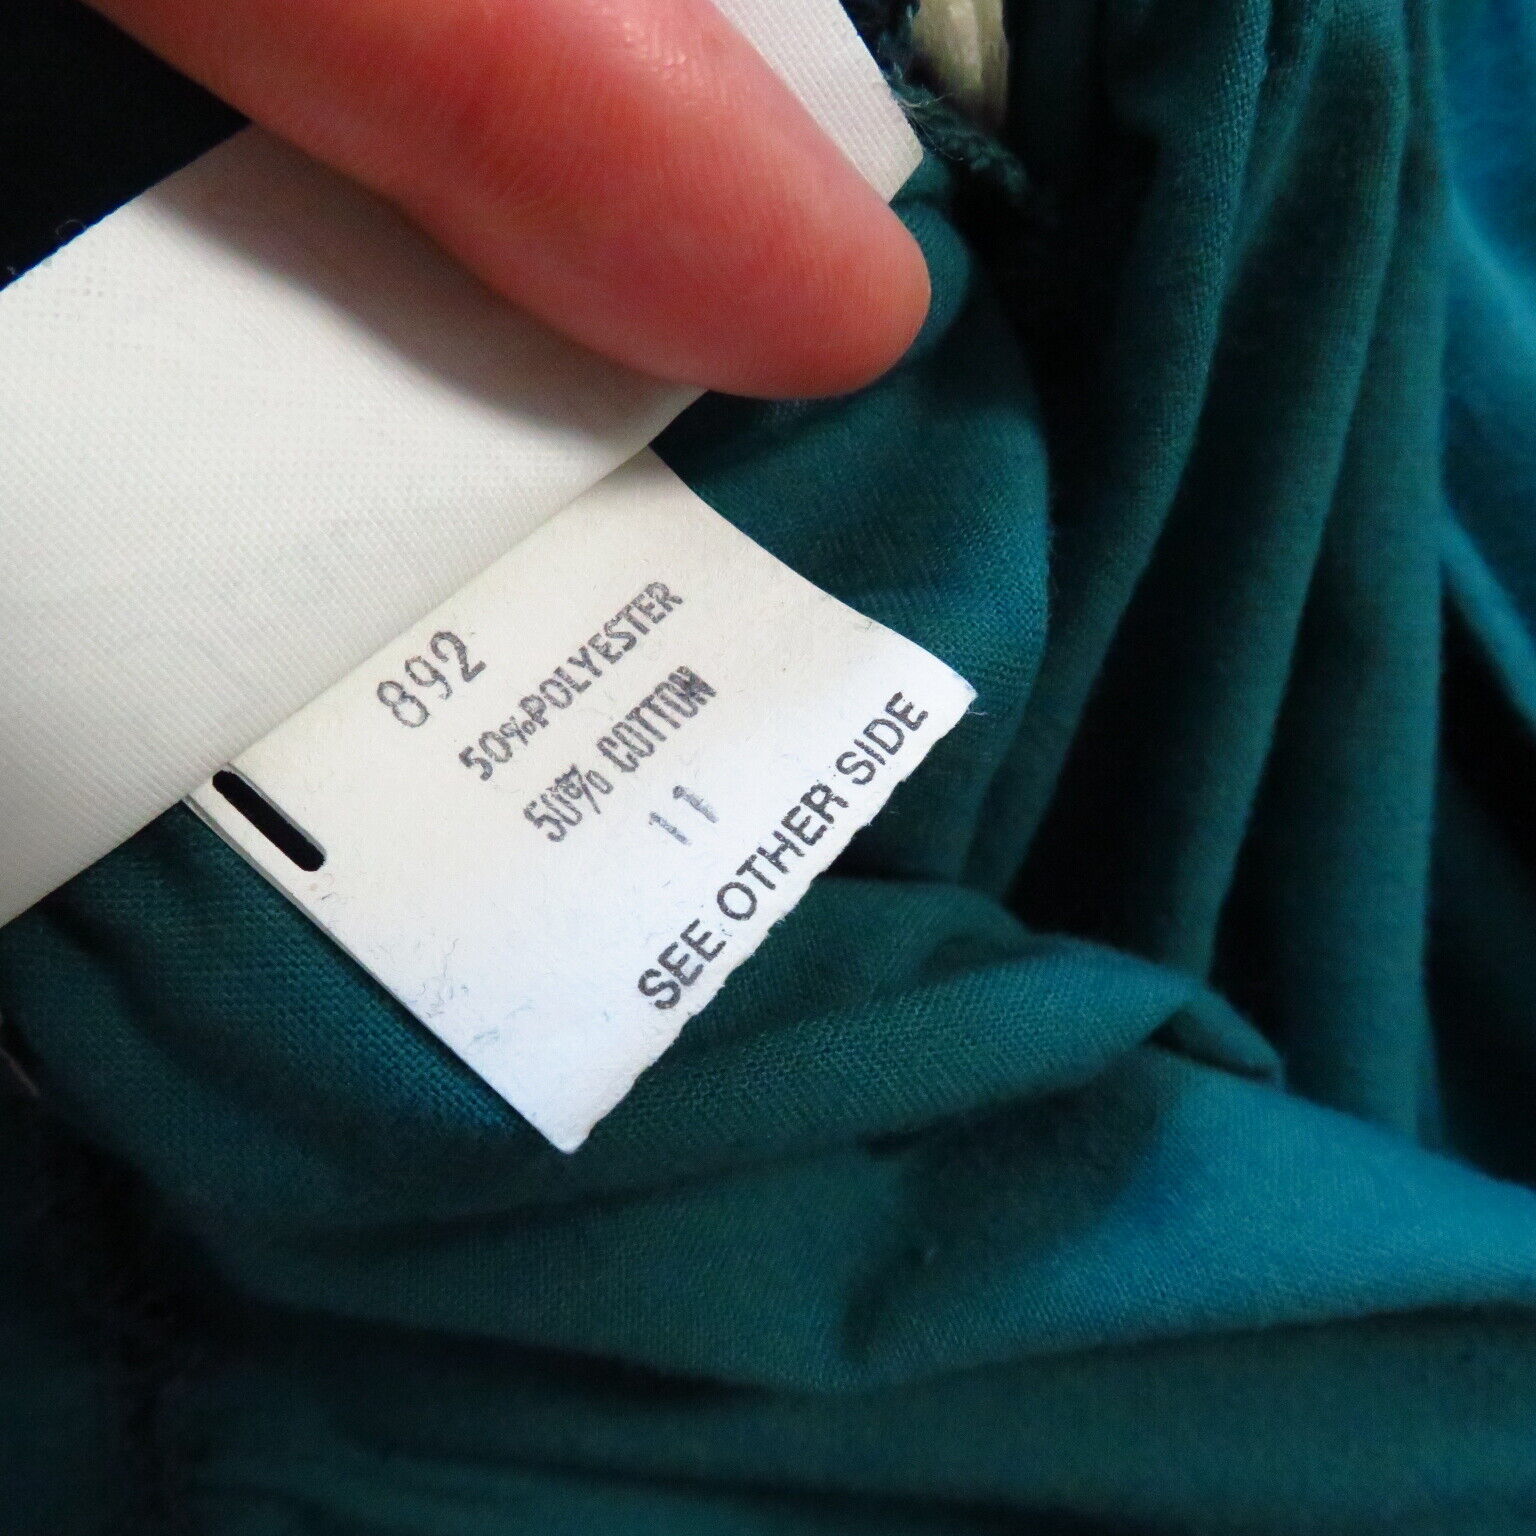 892
50%POLYESTER
50% COTTON
11
SEE OTHER SIDE